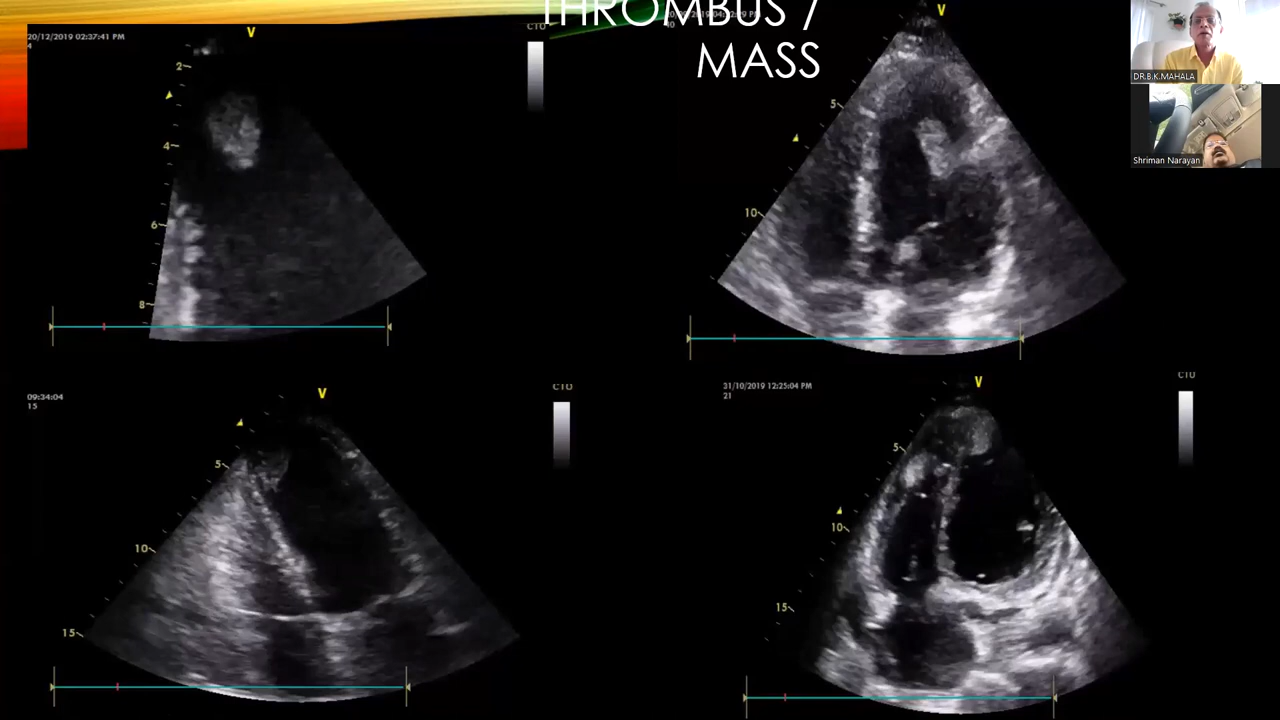 THROMBUS /
MASS
20/12/2019 02:37:41 PM
4
V
CTO
2
4
6
8
V
5
10
DR.B.K.MAHALA
Shriman Narayan
09:34:04
15
V
CTO
5
10
15
31/10/2019 12:25:04 PM
21
V
CTO
5
10
15